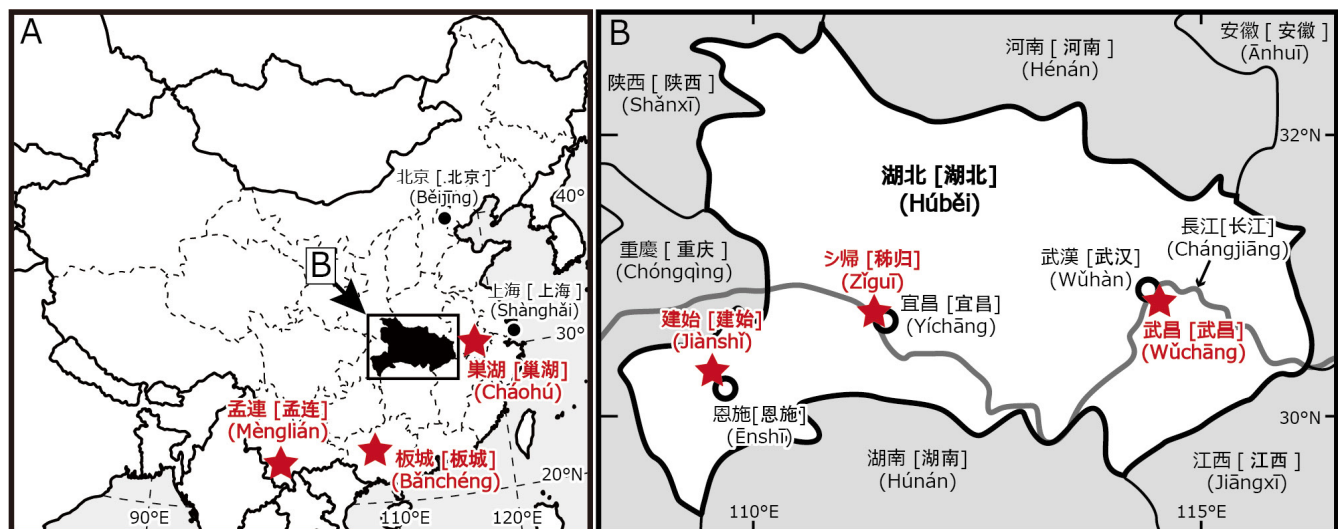 A
北京 [ 北京 ]
(Běijīng)
40°
B
上海 [ 上海 ]
(Shànghǎi)
30°
巣湖 [巢湖]
(Cháohú)
孟連 [孟连]
(Mènglián)
板城 [板城]
(Bǎnchéng)
20°N
90°E
110°E
120°E
B
安徽 [ 安徽 ]
(Ānhuī)
河南 [ 河南 ]
(Hénán)
陕西 [ 陕西 ]
(Shǎnxī)
32°N
湖北 [湖北]
(Húběi)
長江[长江]
(Chángjiāng)
重慶 [ 重庆 ]
(Chóngqìng)
武漢 [武汉]
(Wǔhàn)
シ帰 [秭归]
(Zǐguī)
宜昌 [宜昌]
(Yíchāng)
建始 [建始]
(Jiànshǐ)
武昌 [武昌]
(Wǔchāng)
恩施[恩施]
(Ēnshī)
30°N
湖南 [湖南]
(Húnán)
江西 [ 江西 ]
(Jiāngxī)
110°E
115°E